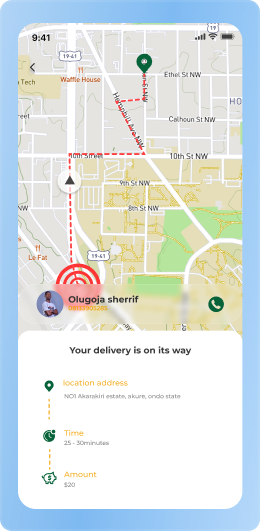 19
9:41
19-41
Waffle House
Ethel St NW
Tech
HO
Calhoun St NW
Hemphill Ave NW
10th Street
10th St NW
9th St NW
8th St NW
19-41
Le Fat
Olugoja sherrif
Your delivery is on its way
location address
NO1 Akarakiri estate, akure, ondo state
Time
25 - 30minutes
Amount
$20